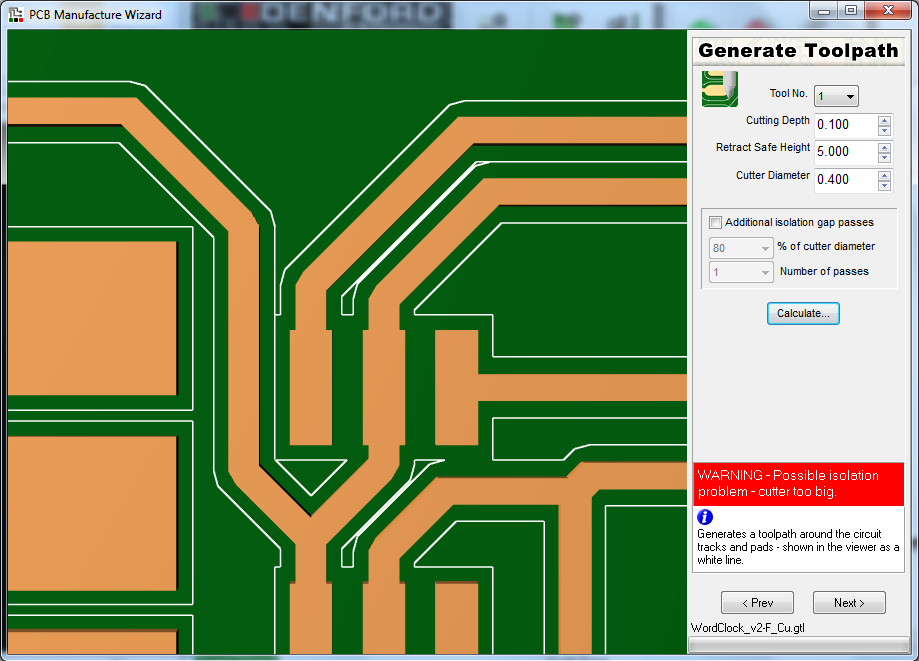 PCB Manufacture Wizard
DENFORD
Generate Toolpath
Tool No. 1
Cutting Depth 0.100
Retract Safe Height 5.000
Cutter Diameter 0.400
Additional isolation gap passes
80 % of cutter diameter
1 Number of passes
Calculate...
WARNING - Possible isolation
problem - cutter too big.
Generates a toolpath around the circuit
tracks and pads - shown in the viewer as a
white line.
< Prev Next >
WordClock_v2-F_Cu.gtl